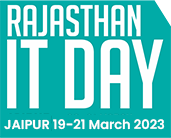 RAJASTHAN
IT DAY
JAIPUR 19-21 March 2023